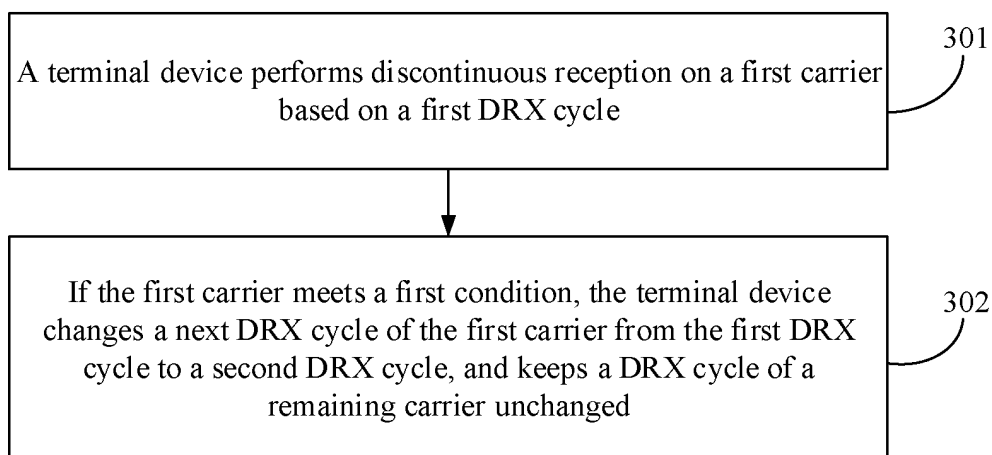 301
A terminal device performs discontinuous reception on a first carrier
based on a first DRX cycle
302
If the first carrier meets a first condition, the terminal device
changes a next DRX cycle of the first carrier from the first DRX
cycle to a second DRX cycle, and keeps a DRX cycle of a
remaining carrier unchanged